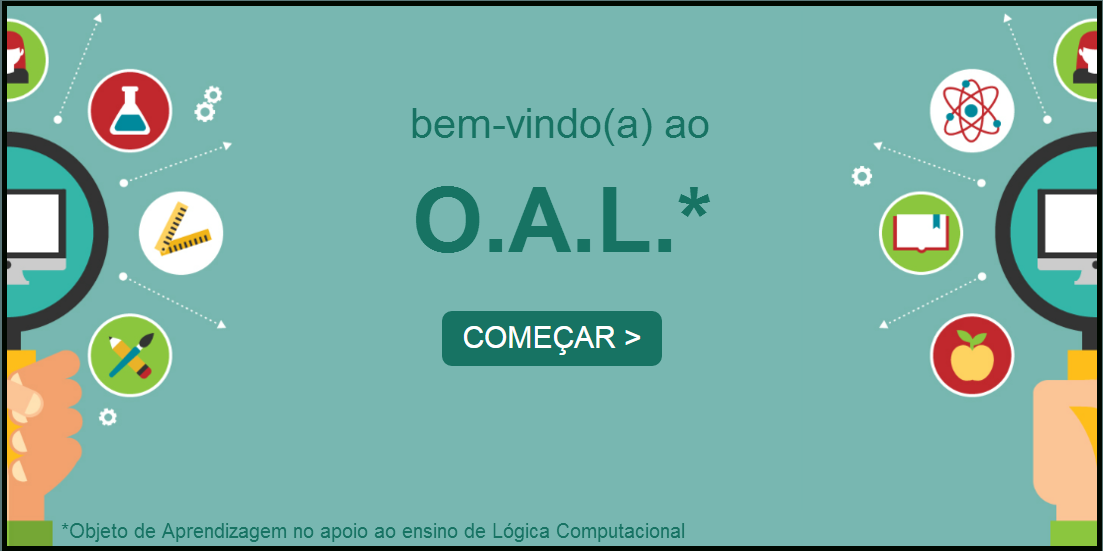 bem-vindo(a) ao
O.A.L.*
COMEÇAR >
*Objeto de Aprendizagem no apoio ao ensino de Lógica Computacional